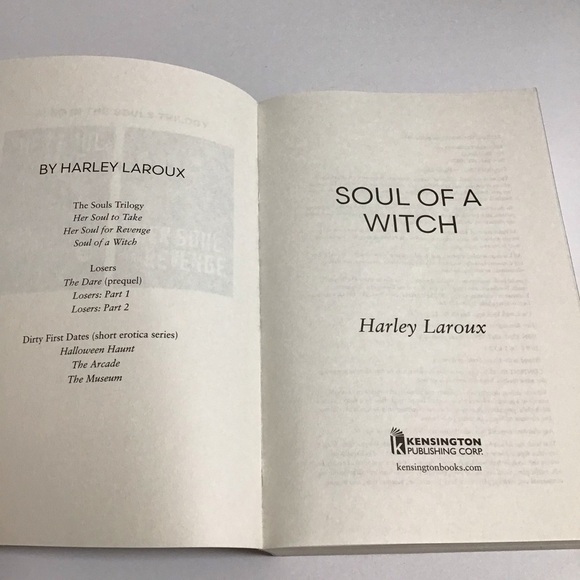 BY HARLEY LAROUX
The Souls Trilogy
Her Soul to Take
Her Soul for Revenge
Soul of a Witch
Losers
The Dare (prequel)
Losers: Part 1
Losers: Part 2
Dirty First Dates (short erotica series)
Halloween Haunt
The Arcade
The Museum
SOUL OF A
WITCH
Harley Laroux
KENSINGTON
PUBLISHING CORP.
kensingtonbooks.com